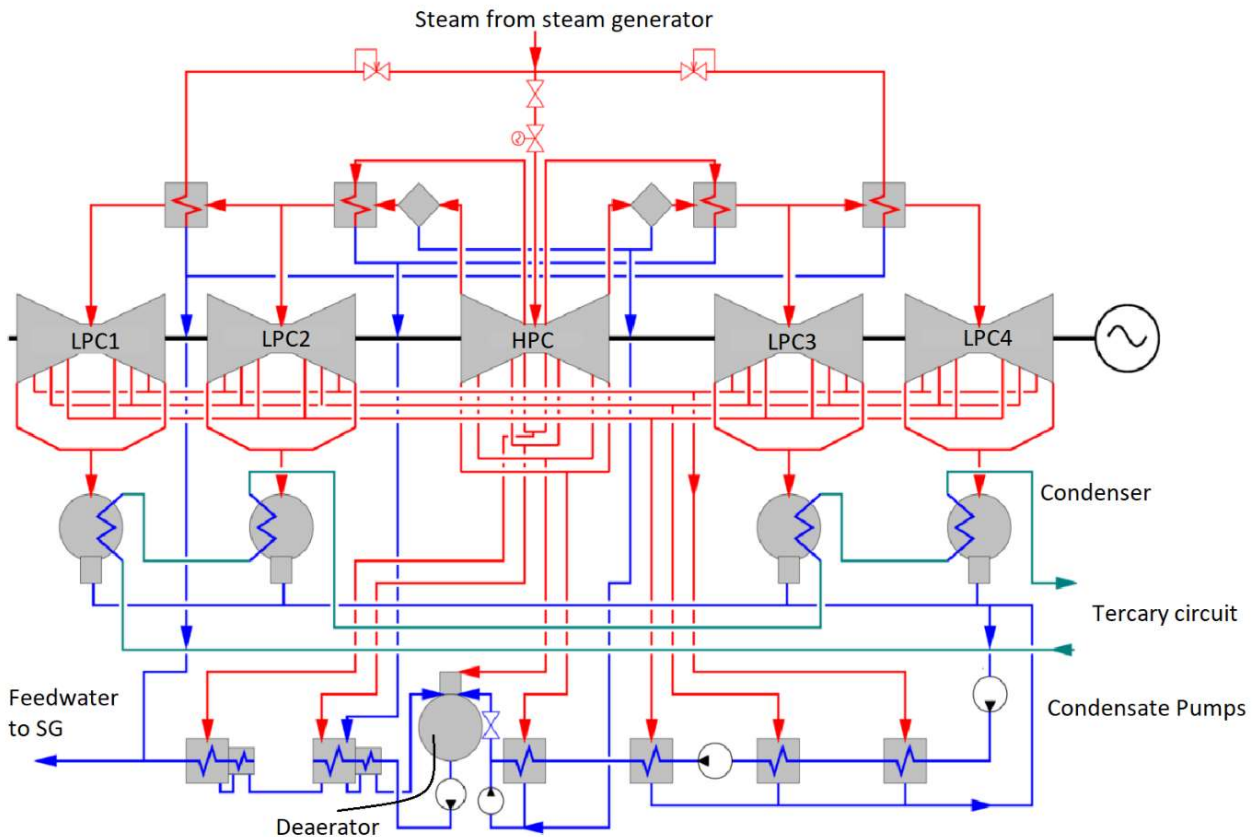 Steam from steam generator
LPC1
LPC2
HPC
LPC3
LPC4
Condenser
Tercary circuit
Feedwater
to SG
Condensate Pumps
Deaerator